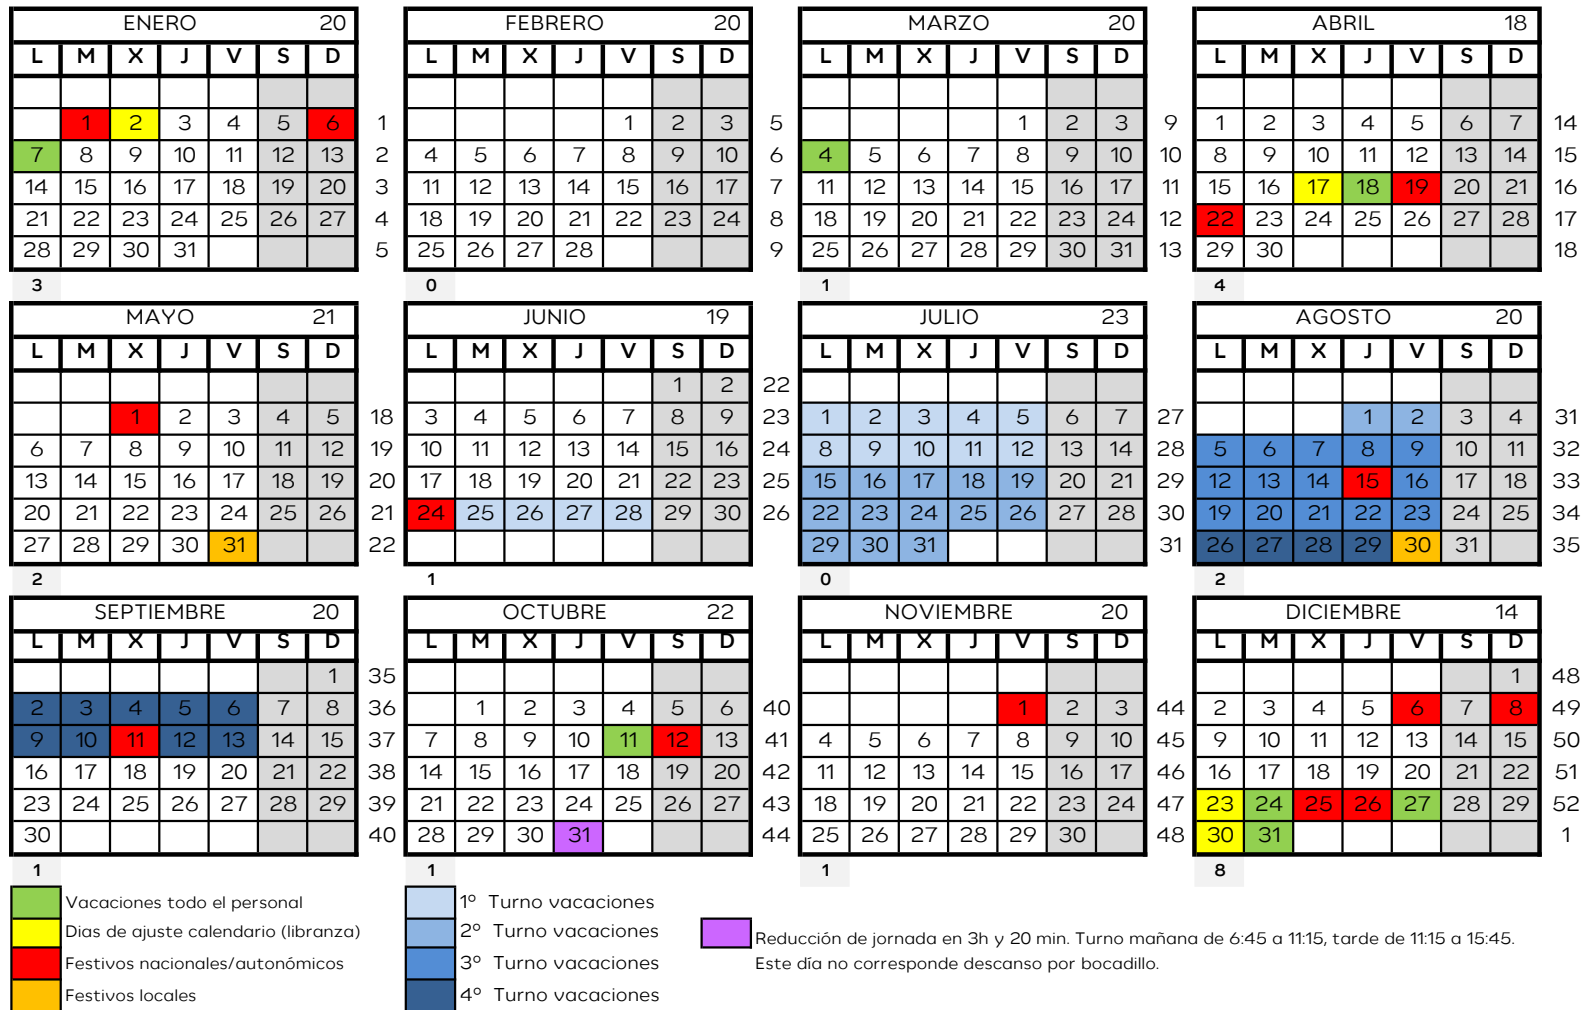 ENERO 20 FEBRERO 20 MARZO 20 ABRIL 18
L M X J V S D L M X J V S D L M X J V S D L M X J V S D
1 2 3 4 5 6 1 1 2 3 5 1 2 3 9 1 2 3 4 5 6 7 14
7 8 9 10 11 12 13 2 4 5 6 7 8 9 10 6 4 5 6 7 8 9 10 10 8 9 10 11 12 13 14 15
14 15 16 17 18 19 20 3 11 12 13 14 15 16 17 7 11 12 13 14 15 16 17 11 15 16 17 18 19 20 21 16
21 22 23 24 25 26 27 4 18 19 20 21 22 23 24 8 18 19 20 21 22 23 24 12 22 23 24 25 26 27 28 17
28 29 30 31 5 25 26 27 28 9 25 26 27 28 29 30 31 13 29 30 18
3 0 1 4
MAYO 21 JUNIO 19 JULIO 23 AGOSTO 20
L M X J V S D L M X J V S D L M X J V S D L M X J V S D
1 2 22
1 2 3 4 5 18 3 4 5 6 7 8 9 23 1 2 3 4 5 6 7 27 1 2 3 4 31
6 7 8 9 10 11 12 19 10 11 12 13 14 15 16 24 8 9 10 11 12 13 14 28 5 6 7 8 9 10 11 32
13 14 15 16 17 18 19 20 17 18 19 20 21 22 23 25 15 16 17 18 19 20 21 29 12 13 14 15 16 17 18 33
20 21 22 23 24 25 26 21 24 25 26 27 28 29 30 26 22 23 24 25 26 27 28 30 19 20 21 22 23 24 25 34
27 28 29 30 31 22 29 30 31 31 26 27 28 29 30 31 35
2 1 0 2
SEPTIEMBRE 20 OCTUBRE 22 NOVIEMBRE 20 DICIEMBRE 14
L M X J V S D L M X J V S D L M X J V S D L M X J V S D
1 35 1 48
2 3 4 5 6 7 8 36 1 2 3 4 5 6 40 1 2 3 44 2 3 4 5 6 7 8 49
9 10 11 12 13 14 15 37 7 8 9 10 11 12 13 41 4 5 6 7 8 9 10 45 9 10 11 12 13 14 15 50
16 17 18 19 20 21 22 38 14 15 16 17 18 19 20 42 11 12 13 14 15 16 17 46 16 17 18 19 20 21 22 51
23 24 25 26 27 28 29 39 21 22 23 24 25 26 27 43 18 19 20 21 22 23 24 47 23 24 25 26 27 28 29 52
30 40 28 29 30 31 44 25 26 27 28 29 30 48 30 31 1
1 1 1 8
Vacaciones todo el personal
Dias de ajuste calendario (libranza)
Festivos nacionales/autonómicos
Festivos locales
1º Turno vacaciones
2º Turno vacaciones
3º Turno vacaciones
4º Turno vacaciones
Reducción de jornada en 3h y 20 min. Turno mañana de 6:45 a 11:15, tarde de 11:15 a 15:45.
Este día no corresponde descanso por bocadillo.